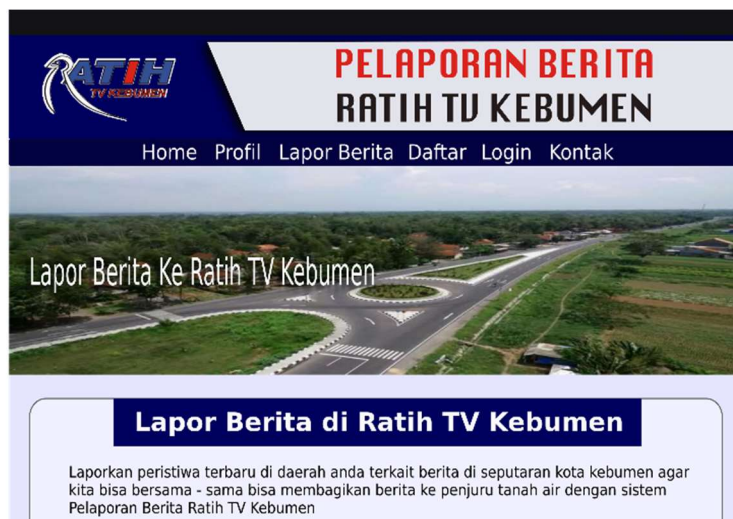 RATIH
TV KEBUMEN
PELAPORAN BERITA
RATIH TV KEBUMEN
Home Profil Lapor Berita Daftar Login Kontak
Lapor Berita Ke Ratih TV Kebumen
Lapor Berita di Ratih TV Kebumen
Laporkan peristiwa terbaru di daerah anda terkait berita di seputaran kota kebumen agar
kita bisa bersama - sama bisa membagikan berita ke penjuru tanah air dengan sistem
Pelaporan Berita Ratih TV Kebumen